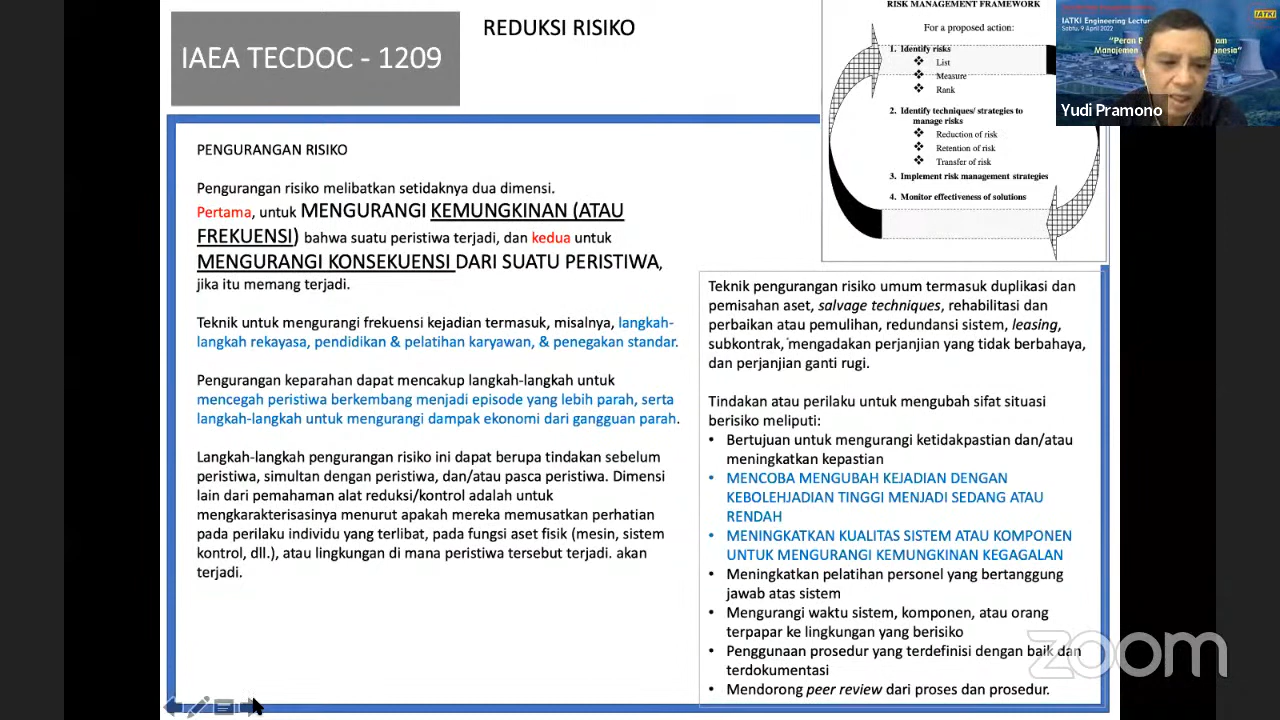 REDUKSI RISIKO
IAEA TECDOC - 1209
RISK MANAGEMENT FRAMEWORK
For a proposed action:
1. Identify risks
❖ List
❖ Measure
❖ Rank
2. Identify techniques/ strategies to
manage risks
❖ Reduction of risk
❖ Retention of risk
❖ Transfer of risk
3. Implement risk management strategies
4. Monitor effectiveness of solutions
IATKI Engineering Lectu
Sabtu, 9 April 2022
IATKI
"Peran
Manajemen
nesia"
Yudi Pramono
PENGURANGAN RISIKO
Pengurangan risiko melibatkan setidaknya dua dimensi.
Pertama, untuk MENGURANGI KEMUNGKINAN (ATAU
FREKUENSI) bahwa suatu peristiwa terjadi, dan kedua untuk
MENGURANGI KONSEKUENSI DARI SUATU PERISTIWA,
jika itu memang terjadi.
Teknik untuk mengurangi frekuensi kejadian termasuk, misalnya, langkah-
langkah rekayasa, pendidikan & pelatihan karyawan, & penegakan standar.
Pengurangan keparahan dapat mencakup langkah-langkah untuk
mencegah peristiwa berkembang menjadi episode yang lebih parah, serta
langkah-langkah untuk mengurangi dampak ekonomi dari gangguan parah.
Langkah-langkah pengurangan risiko ini dapat berupa tindakan sebelum
peristiwa, simultan dengan peristiwa, dan/atau pasca peristiwa. Dimensi
lain dari pemahaman alat reduksi/kontrol adalah untuk
mengkarakterisasinya menurut apakah mereka memusatkan perhatian
pada perilaku individu yang terlibat, pada fungsi aset fisik (mesin, sistem
kontrol, dll.), atau lingkungan di mana peristiwa tersebut terjadi. akan
terjadi.
Teknik pengurangan risiko umum termasuk duplikasi dan
pemisahan aset, salvage techniques, rehabilitasi dan
perbaikan atau pemulihan, redundansi sistem, leasing,
subkontrak, mengadakan perjanjian yang tidak berbahaya,
dan perjanjian ganti rugi.
Tindakan atau perilaku untuk mengubah sifat situasi
berisiko meliputi:
• Bertujuan untuk mengurangi ketidakpastian dan/atau
meningkatkan kepastian
• MENCOBA MENGUBAH KEJADIAN DENGAN
KEBOLEHJADIAN TINGGI MENJADI SEDANG ATAU
RENDAH
• MENINGKATKAN KUALITAS SISTEM ATAU KOMPONEN
UNTUK MENGURANGI KEMUNGKINAN KEGAGALAN
• Meningkatkan pelatihan personel yang bertanggung
jawab atas sistem
• Mengurangi waktu sistem, komponen, atau orang
terpapar ke lingkungan yang berisiko
• Penggunaan prosedur yang terdefinisi dengan baik dan
terdokumentasi
• Mendorong peer review dari proses dan prosedur.
zoom